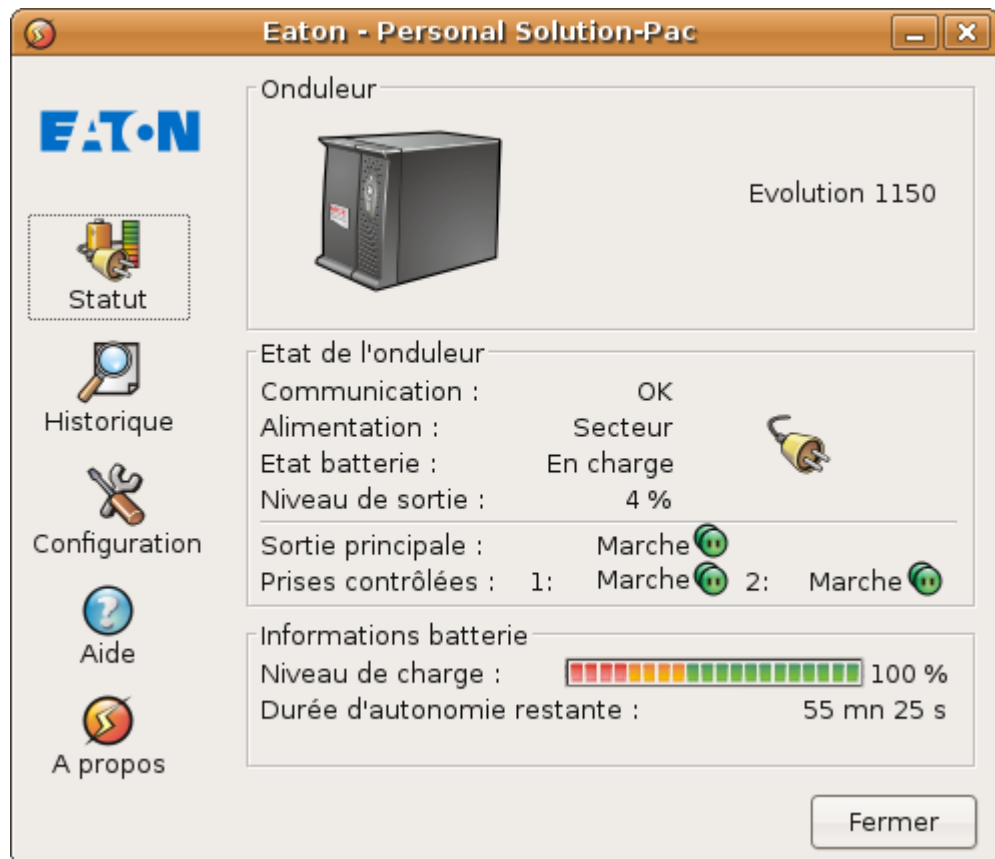 Eaton - Personal Solution-Pac
EATON
Statut
Historique
Configuration
Aide
A propos
Onduleur
Evolution 1150
Etat de l'onduleur
Communication : OK
Alimentation : Secteur
Etat batterie : En charge
Niveau de sortie : 4 %
Sortie principale : Marche
Prises contrôlées : 1: Marche 2: Marche
Informations batterie
Niveau de charge : 100 %
Durée d'autonomie restante : 55 mn 25 s
Fermer